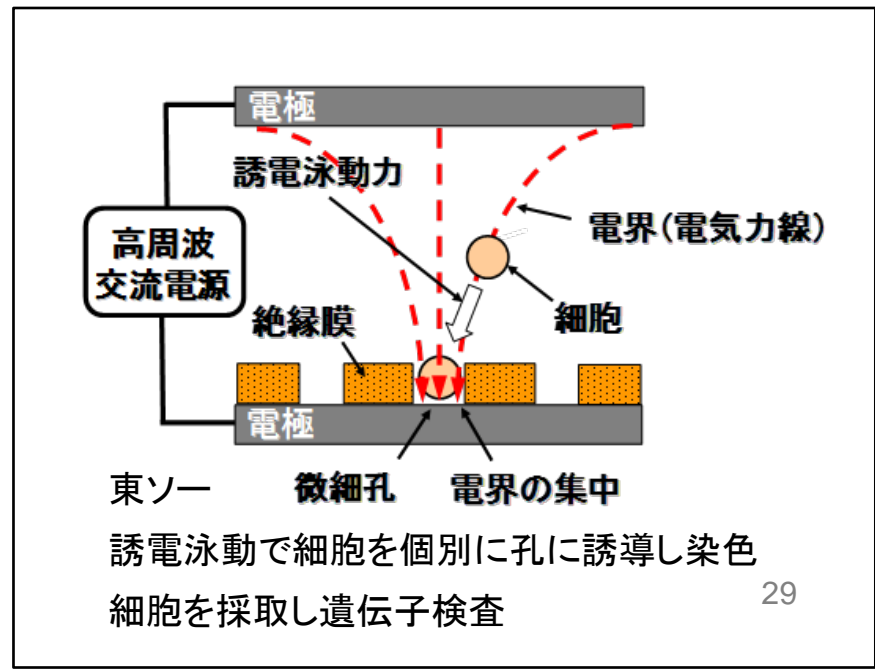 電極
誘電泳動力
電界(電気力線)
高周波
交流電源
細胞
絶縁膜
電極
微細孔
電界の集中
東ソー
誘電泳動で細胞を個別に孔に誘導し染色
細胞を採取し遺伝子検査
29